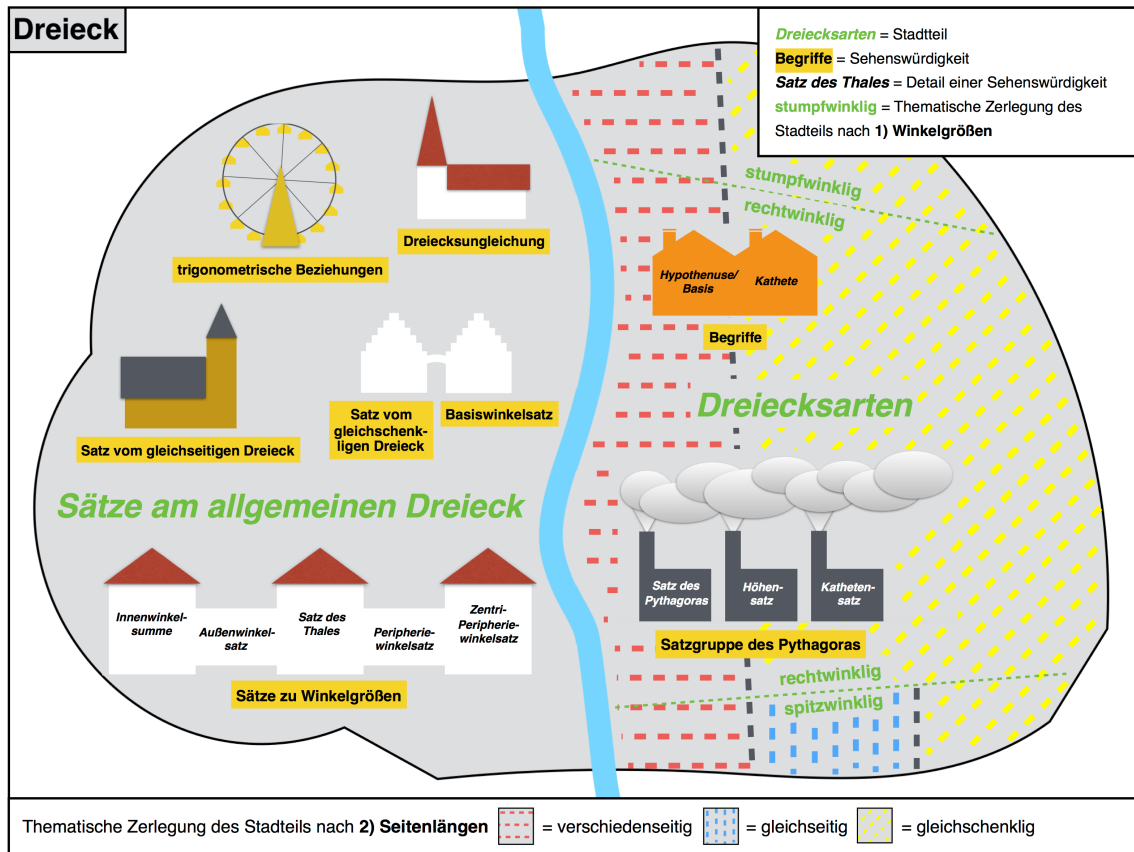 Dreieck
Dreiecksarten = Stadtteil
Begriffe = Sehenswürdigkeit
Satz des Thales = Detail einer Sehenswürdigkeit
stumpfwinklig = Thematische Zerlegung des
Stadtteils nach 1) Winkelgrößen
trigonometrische Beziehungen
Dreiecksungleichung
Satz vom gleichseitigen Dreieck
Satz vom
gleichschenk-
ligen Dreieck
Basiswinkelsatz
Sätze am allgemeinen Dreieck
Innenwinkel-
summe
Außenwinkel-
satz
Satz des
Thales
Peripherie-
winkelsatz
Zentri-
Peripherie-
winkelsatz
Sätze zu Winkelgrößen
stumpfwinklig
rechtwinklig
Hypothenuse/
Basis
Kathete
Begriffe
Dreiecksarten
Satz des
Pythagoras
Höhen-
satz
Katheten-
satz
Satzgruppe des Pythagoras
rechtwinklig
spitzwinklig
Thematische Zerlegung des Stadtteils nach 2) Seitenlängen = verschiedenseitig = gleichseitig = gleichschenklig